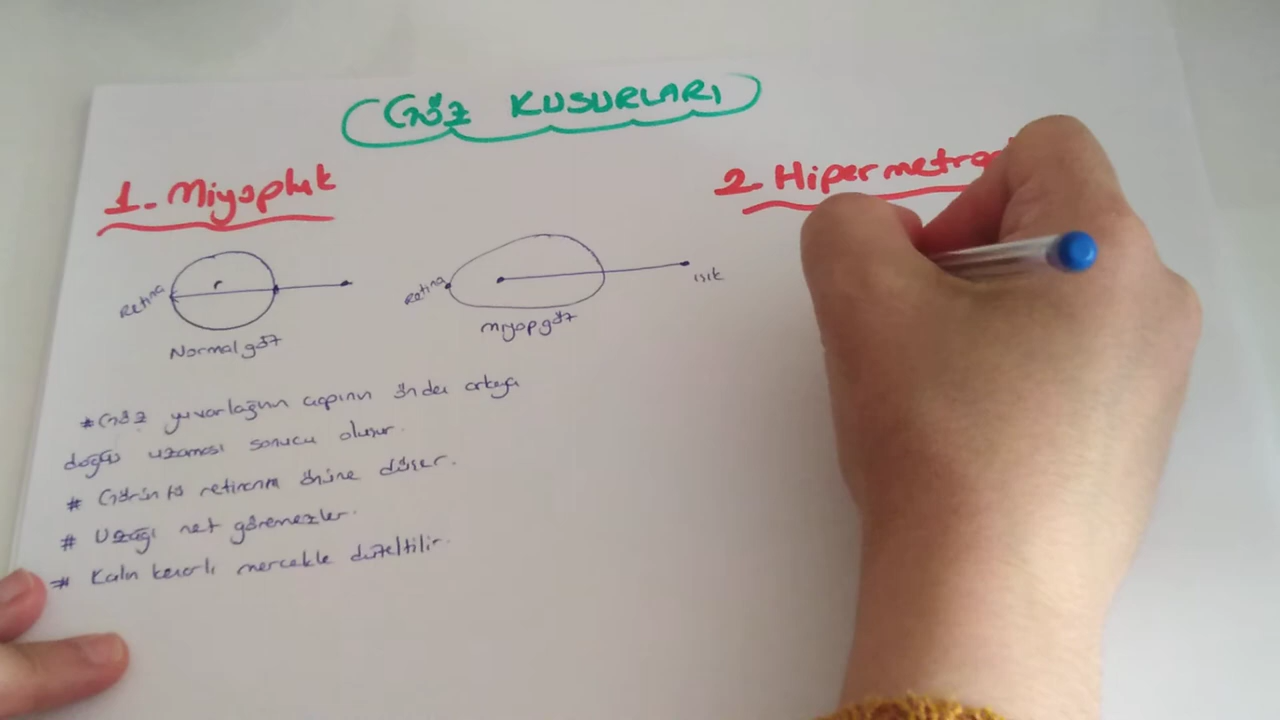 GÖZ KUSURLARI
1. Miyopluk
2. Hipermetro
Retina
Normal göz
Retina
ışık
Miyop göz
* Göz yuvarlağının çapının önden arkaya
doğru uzaması sonucu oluşur.
* Görüntü retinanın önüne düşer.
* Uzağı net göremezler.
* Kalın kenarlı mercekle düzeltilir.